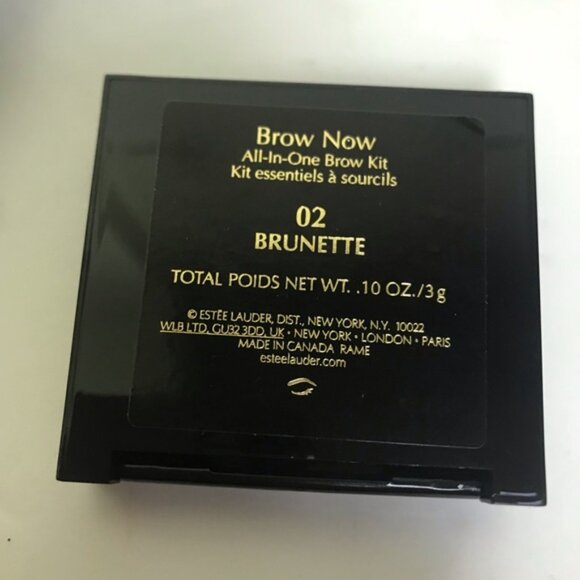 Brow Now
All-In-One Brow Kit
Kit essentiels à sourcils
02
BRUNETTE
TOTAL POIDS NET WT. .10 OZ./3 g
© ESTÉE LAUDER, DIST., NEW YORK, N.Y. 10022
WLB LTD, GU32 3DD, UK • NEW YORK • LONDON • PARIS
MADE IN CANADA RAME
esteelauder.com